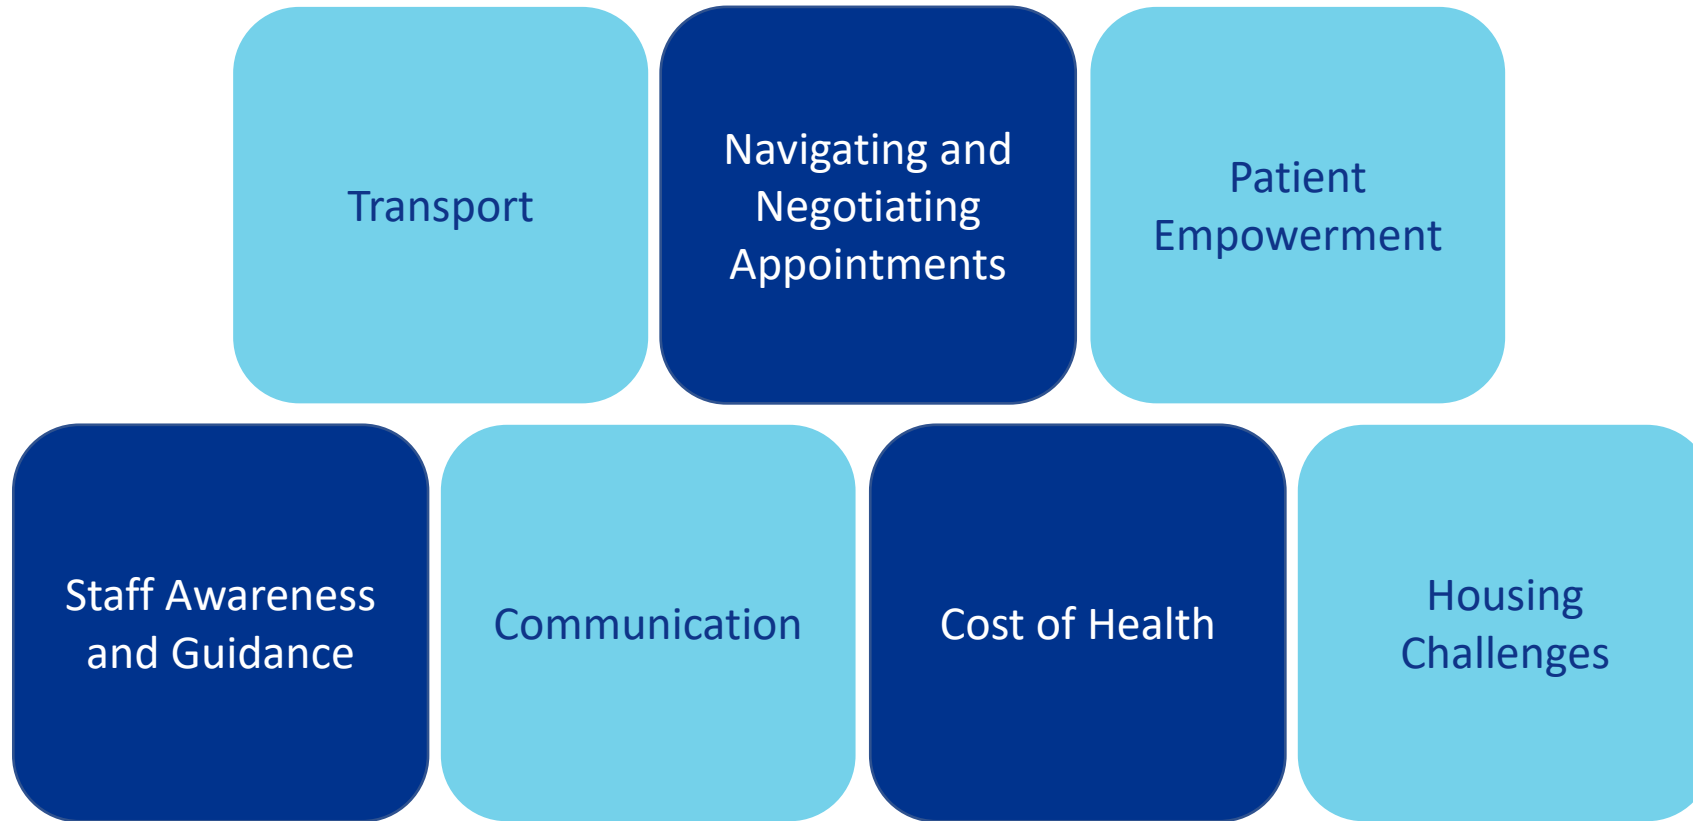 Transport
Navigating and
Negotiating
Appointments
Patient
Empowerment
Staff Awareness
and Guidance
Communication
Cost of Health
Housing
Challenges